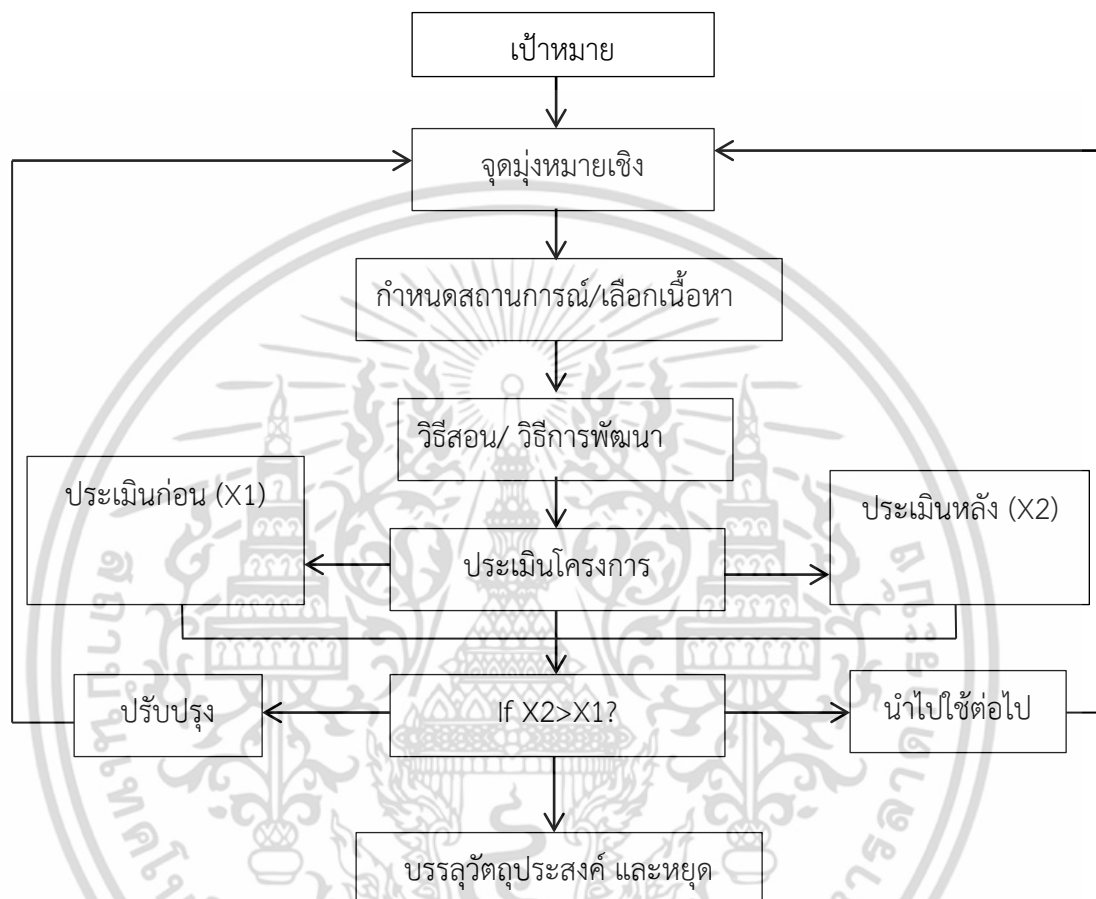 เป้าหมาย
จุดมุ่งหมายเชิง
กำหนดสถานการณ์/เลือกเนื้อหา
วิธีสอน/ วิธีการพัฒนา
ประเมินก่อน (X1)
ประเมินหลัง (X2)
ประเมินโครงการ
ปรับปรุง
If X2>X1?
นำไปใช้ต่อไป
บรรลุวัตถุประสงค์ และหยุด